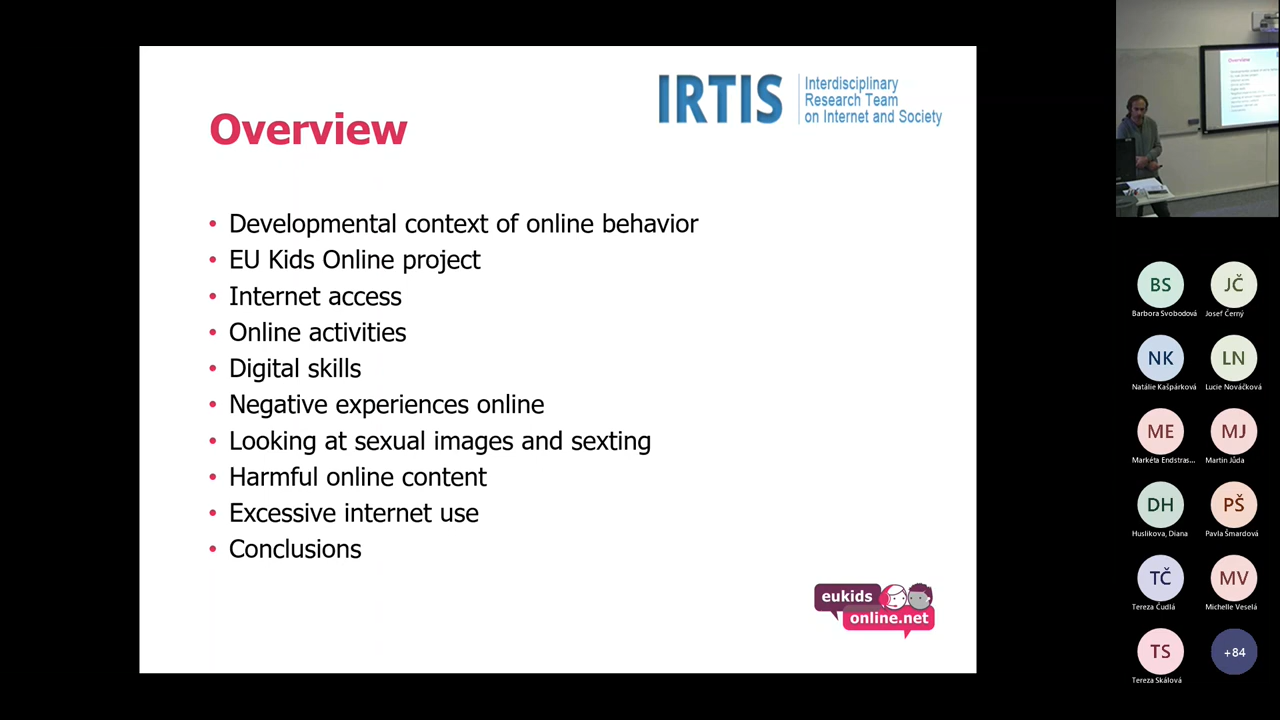 IRTIS
Interdisciplinary
Research Team
on Internet and Society
Overview
• Developmental context of online behavior
• EU Kids Online project
• Internet access
• Online activities
• Digital skills
• Negative experiences online
• Looking at sexual images and sexting
• Harmful online content
• Excessive internet use
• Conclusions
eukids
online.net
Overview
BS
JČ
Barbora Svobodová
Josef Černý
NK
LN
Natálie Kašpárková
Lucie Nováčková
ME
MJ
Markéta Endstras...
Martin Jůda
DH
PŠ
Huslikova, Diana
Pavla Šmardová
TČ
MV
Tereza Čudlá
Michelle Veselá
TS
+84
Tereza Skálová